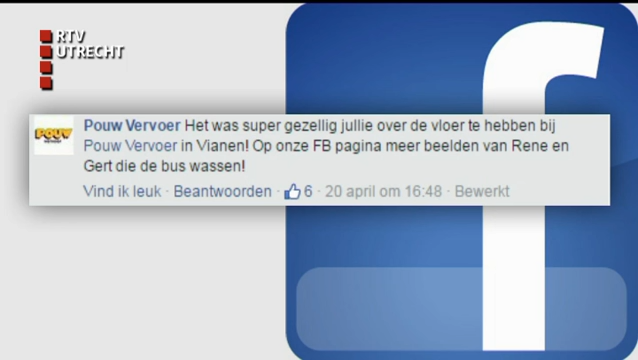 RTV
UTRECHT
POUW
Pouw Vervoer Het was super gezellig jullie over de vloer te hebben bij
Pouw Vervoer in Vianen! Op onze FB pagina meer beelden van Rene en
Gert die de bus wassen!
Vind ik leuk · Beantwoorden · 6 · 20 april om 16:48 · Bewerkt